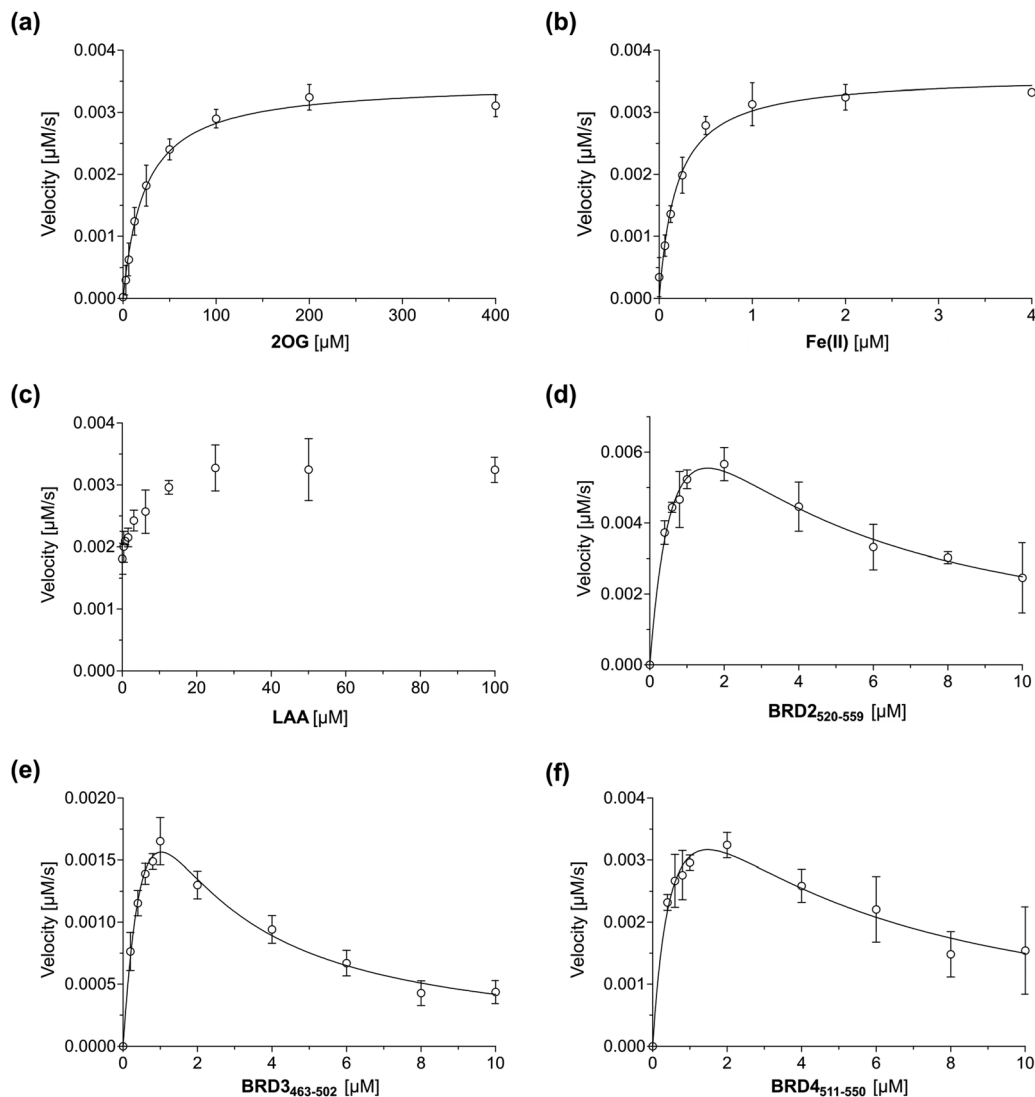 (a)
Velocity [µM/s]
0.004
0.003
0.002
0.001
0.000
0 100 200 300 400
2OG [µM]
(b)
Velocity [µM/s]
0.004
0.003
0.002
0.001
0.000
0 1 2 3 4
Fe(II) [µM]
(c)
Velocity [µM/s]
0.004
0.003
0.002
0.001
0.000
0 20 40 60 80 100
LAA [µM]
(d)
Velocity [µM/s]
0.006
0.004
0.002
0.000
0 2 4 6 8 10
BRD2520-559 [µM]
(e)
Velocity [µM/s]
0.0020
0.0015
0.0010
0.0005
0.0000
0 2 4 6 8 10
BRD3463-502 [µM]
(f)
Velocity [µM/s]
0.004
0.003
0.002
0.001
0.000
0 2 4 6 8 10
BRD4511-550 [µM]